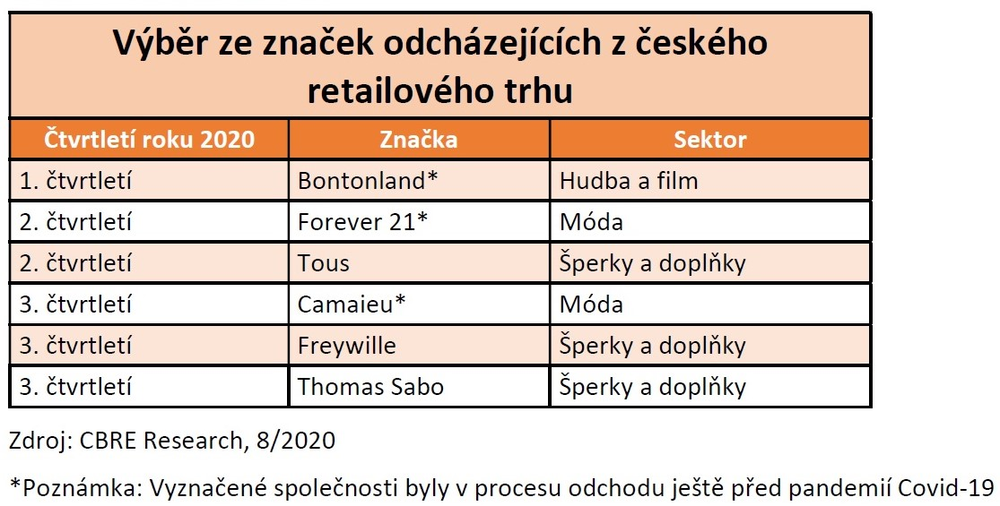 Výběr ze značek odcházejících z českého
retailového trhu
Čtvrtletí roku 2020 Značka Sektor
1. čtvrtletí Bontonland* Hudba a film
2. čtvrtletí Forever 21* Móda
2. čtvrtletí Tous Šperky a doplňky
3. čtvrtletí Camaieu* Móda
3. čtvrtletí Freywille Šperky a doplňky
3. čtvrtletí Thomas Sabo Šperky a doplňky
Zdroj: CBRE Research, 8/2020
*Poznámka: Vyznačené společnosti byly v procesu odchodu ještě před pandemií Covid-19